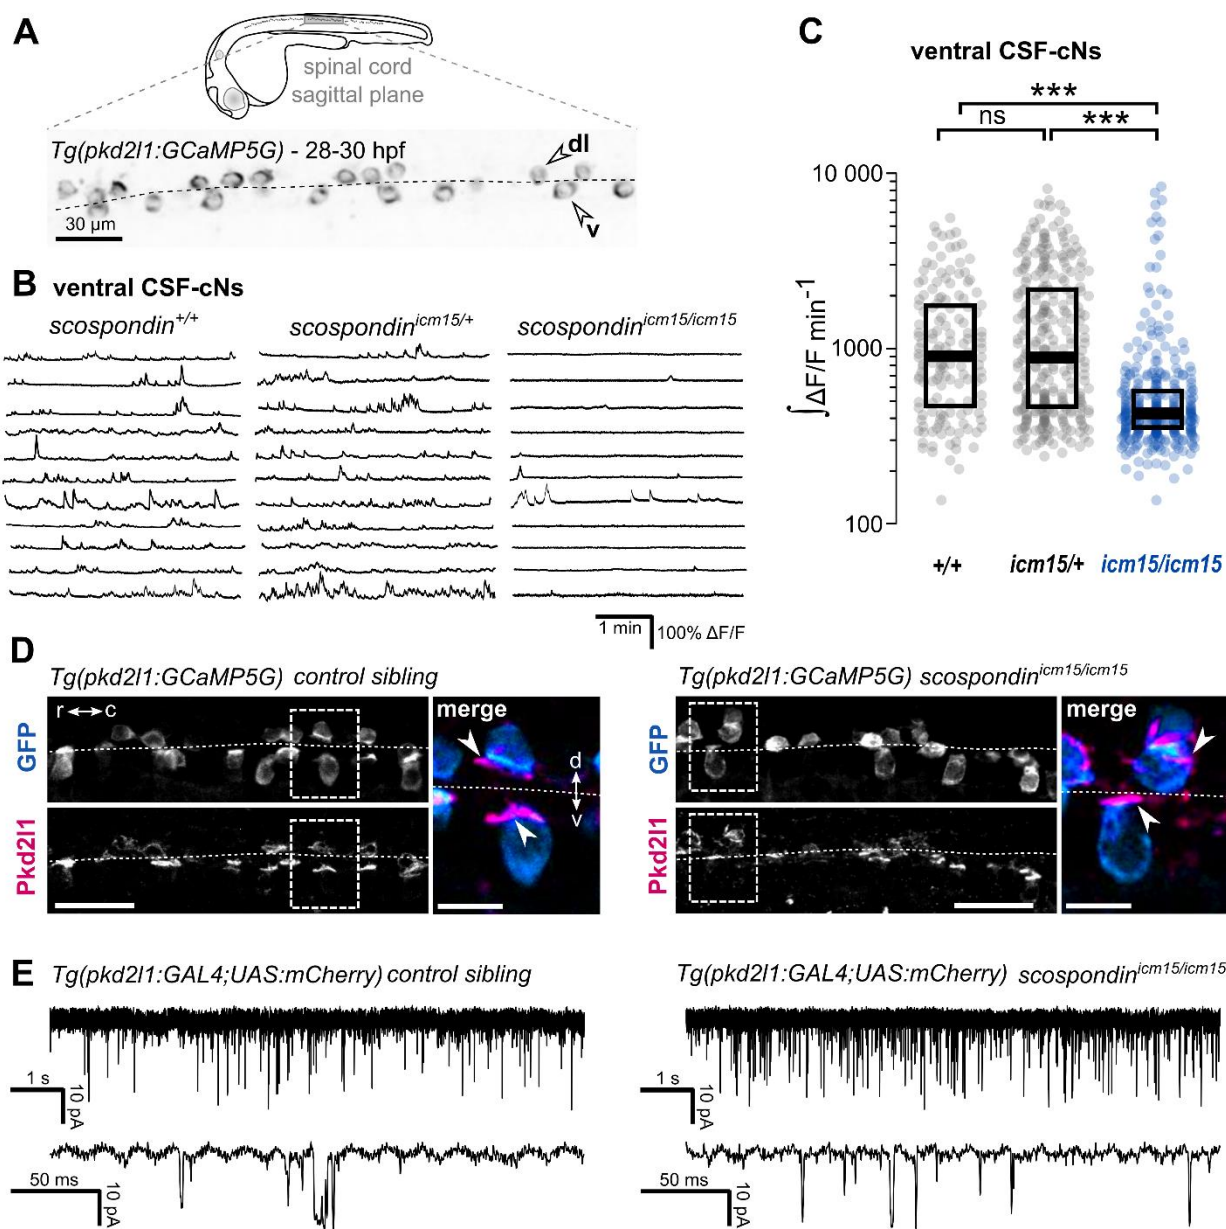 A
spinal cord
sagittal plane
Tg(pkd2l1:GCaMP5G) - 28-30 hpf
dl
v
30 µm
B ventral CSF-cNs
scospondin+/+
scospondinicm15/+
scospondinicm15/icm15
1 min
100% ΔF/F
C
ventral CSF-cNs
***
ns
***
10 000
1000
100
∫ΔF/F min-1
+/+
icm15/+
icm15/icm15
D
Tg(pkd2l1:GCaMP5G) control sibling
GFP
r
c
merge
d
v
Pkd2l1
Tg(pkd2l1:GCaMP5G) scospondinicm15/icm15
GFP
merge
Pkd2l1
E
Tg(pkd2l1:GAL4;UAS:mCherry) control sibling
1 s
10 pA
50 ms
10 pA
Tg(pkd2l1:GAL4;UAS:mCherry) scospondinicm15/icm15
1 s
10 pA
50 ms
10 pA